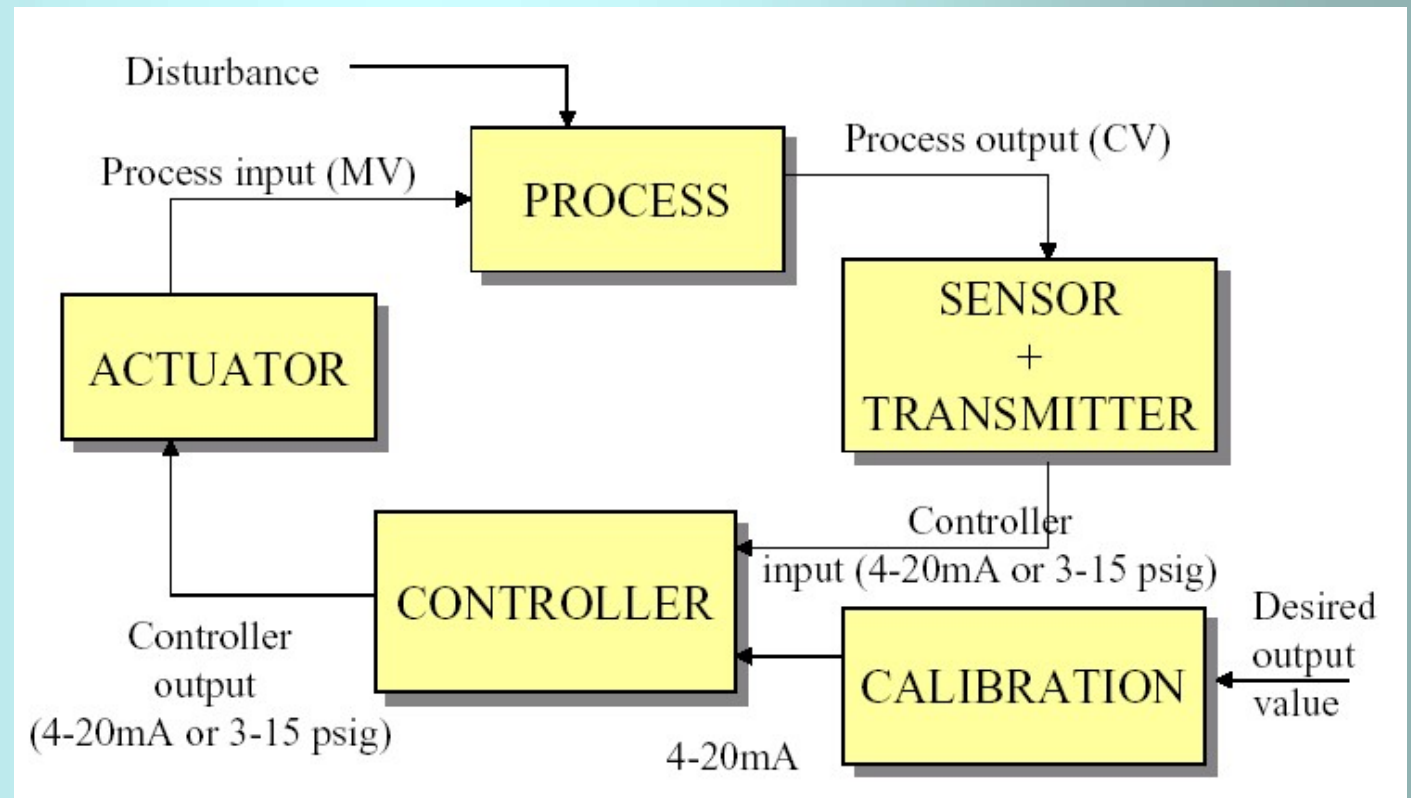 Disturbance
Process output (CV)
Process input (MV)
PROCESS
SENSOR
+
TRANSMITTER
ACTUATOR
Controller
input (4-20mA or 3-15 psig)
CONTROLLER
Desired
output
value
CALIBRATION
Controller
output
(4-20mA or 3-15 psig)
4-20mA